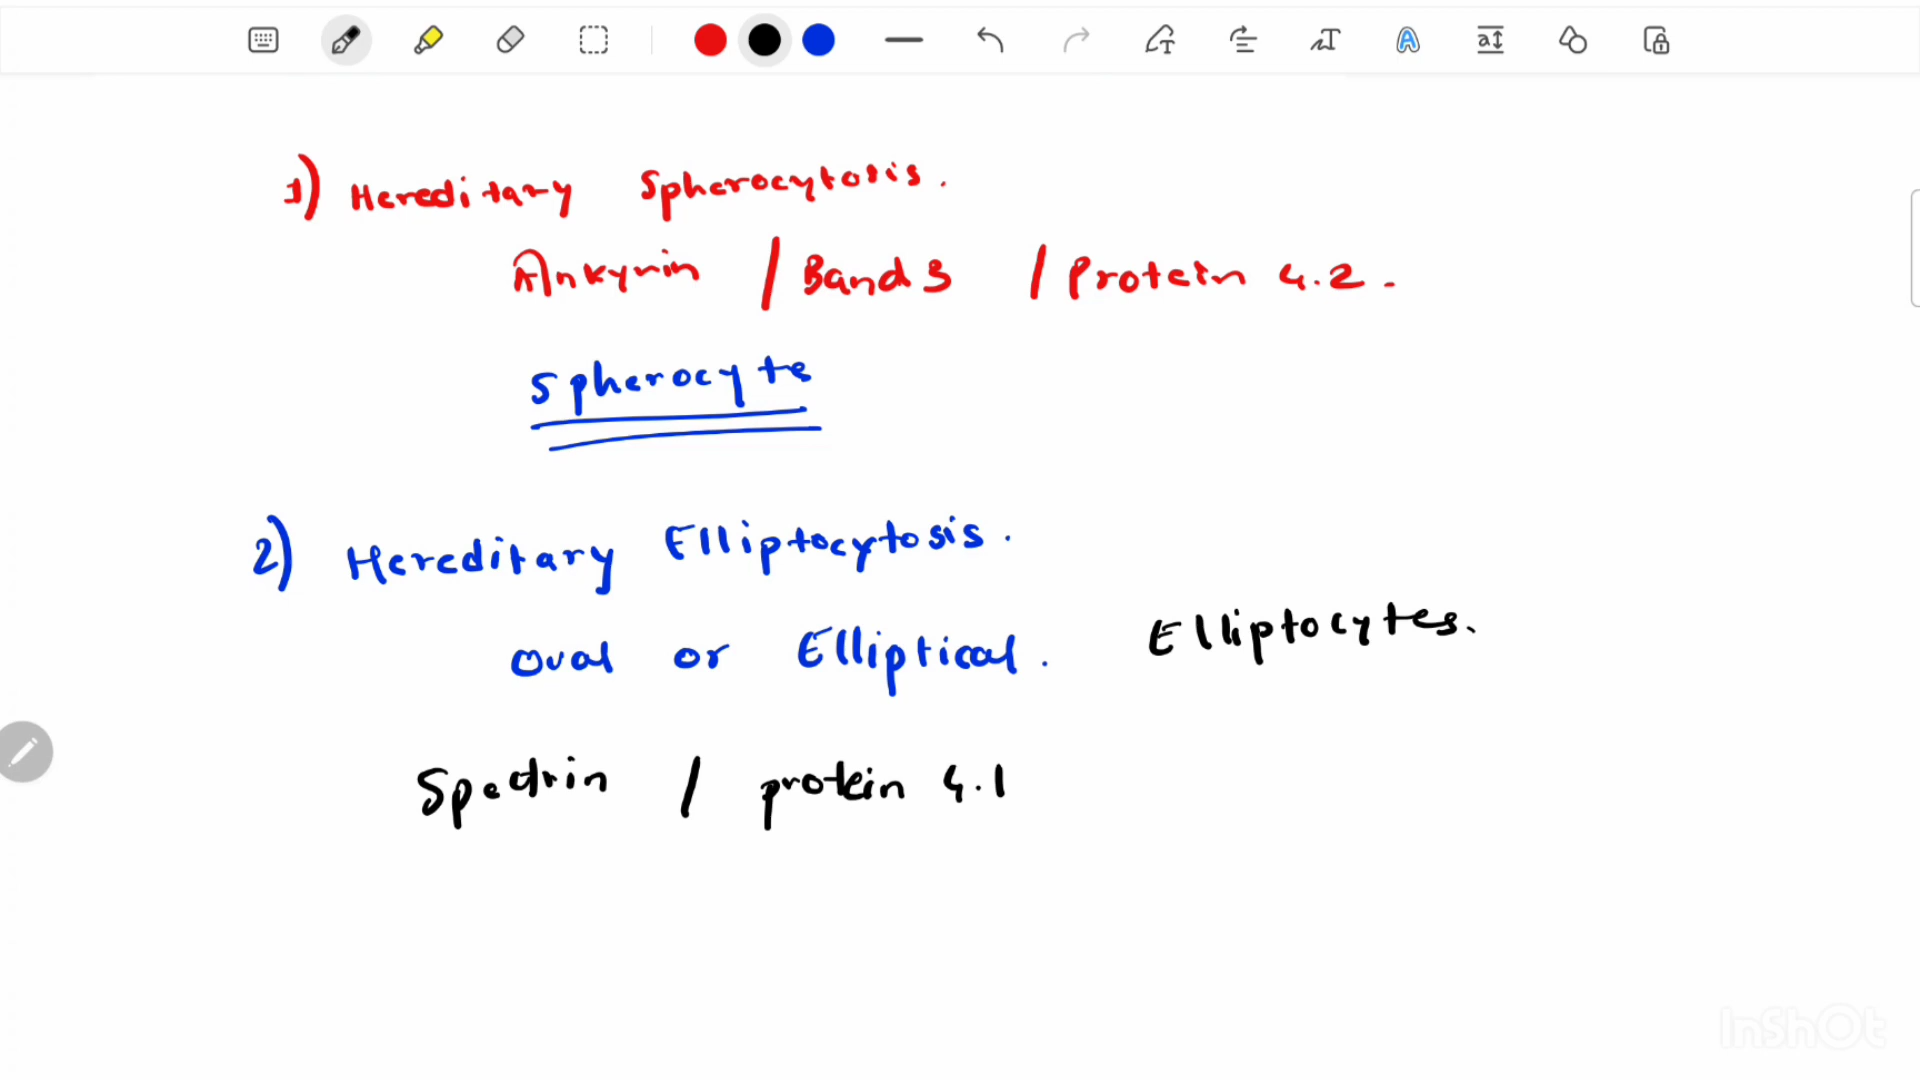 1) Hereditary Spherocytosis.
Ankyrin / Band 3 / Protein 4.2.
Spherocyte
2) Hereditary Elliptocytosis.
Oval or Elliptical. Elliptocytes.
Spectrin / protein 4.1
InShOt